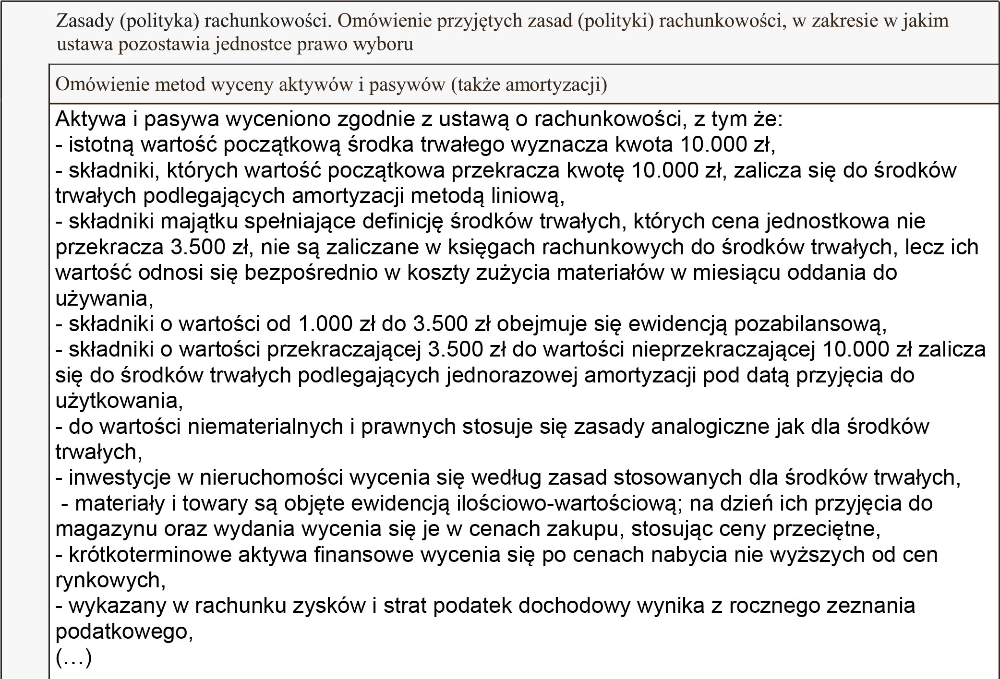 Zasady (polityka) rachunkowości. Omówienie przyjętych zasad (polityki) rachunkowości, w zakresie w jakim
ustawa pozostawia jednostce prawo wyboru
Omówienie metod wyceny aktywów i pasywów (także amortyzacji)
Aktywa i pasywa wyceniono zgodnie z ustawą o rachunkowości, z tym że:
- istotną wartość początkową środka trwałego wyznacza kwota 10.000 zł,
- składniki, których wartość początkowa przekracza kwotę 10.000 zł, zalicza się do środków
trwałych podlegających amortyzacji metodą liniową,
- składniki majątku spełniające definicję środków trwałych, których cena jednostkowa nie
przekracza 3.500 zł, nie są zaliczane w księgach rachunkowych do środków trwałych, lecz ich
wartość odnosi się bezpośrednio w koszty zużycia materiałów w miesiącu oddania do
używania,
- składniki o wartości od 1.000 zł do 3.500 zł obejmuje się ewidencją pozabilansową,
- składniki o wartości przekraczającej 3.500 zł do wartości nieprzekraczającej 10.000 zł zalicza
się do środków trwałych podlegających jednorazowej amortyzacji pod datą przyjęcia do
użytkowania,
- do wartości niematerialnych i prawnych stosuje się zasady analogiczne jak dla środków
trwałych,
- inwestycje w nieruchomości wycenia się według zasad stosowanych dla środków trwałych,
- materiały i towary są objęte ewidencją ilościowo-wartościową; na dzień ich przyjęcia do
magazynu oraz wydania wycenia się je w cenach zakupu, stosując ceny przeciętne,
- krótkoterminowe aktywa finansowe wycenia się po cenach nabycia nie wyższych od cen
rynkowych,
- wykazany w rachunku zysków i strat podatek dochodowy wynika z rocznego zeznania
podatkowego,
(…)